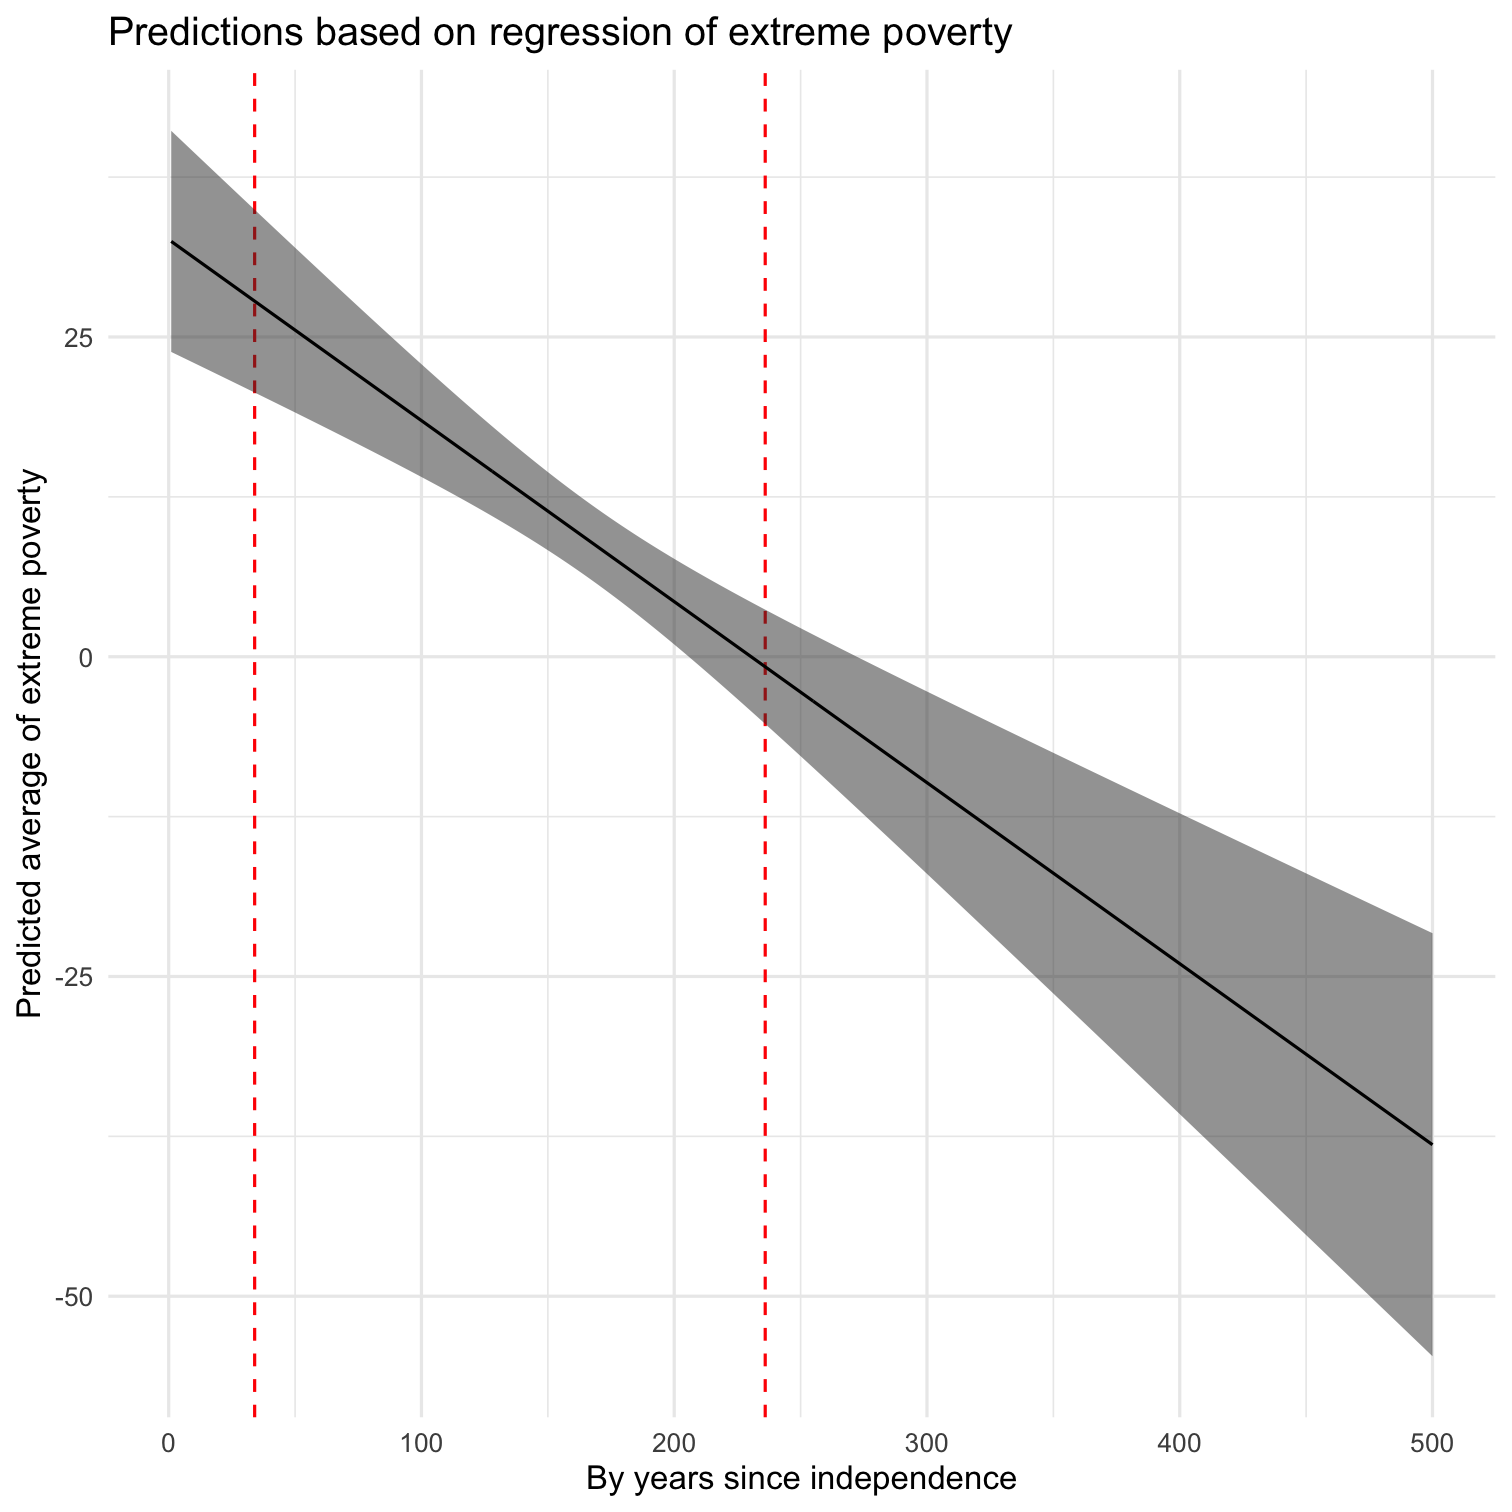 Predictions based on regression of extreme poverty
Predicted average of extreme poverty
25
0
-25
-50
0 100 200 300 400 500
By years since independence